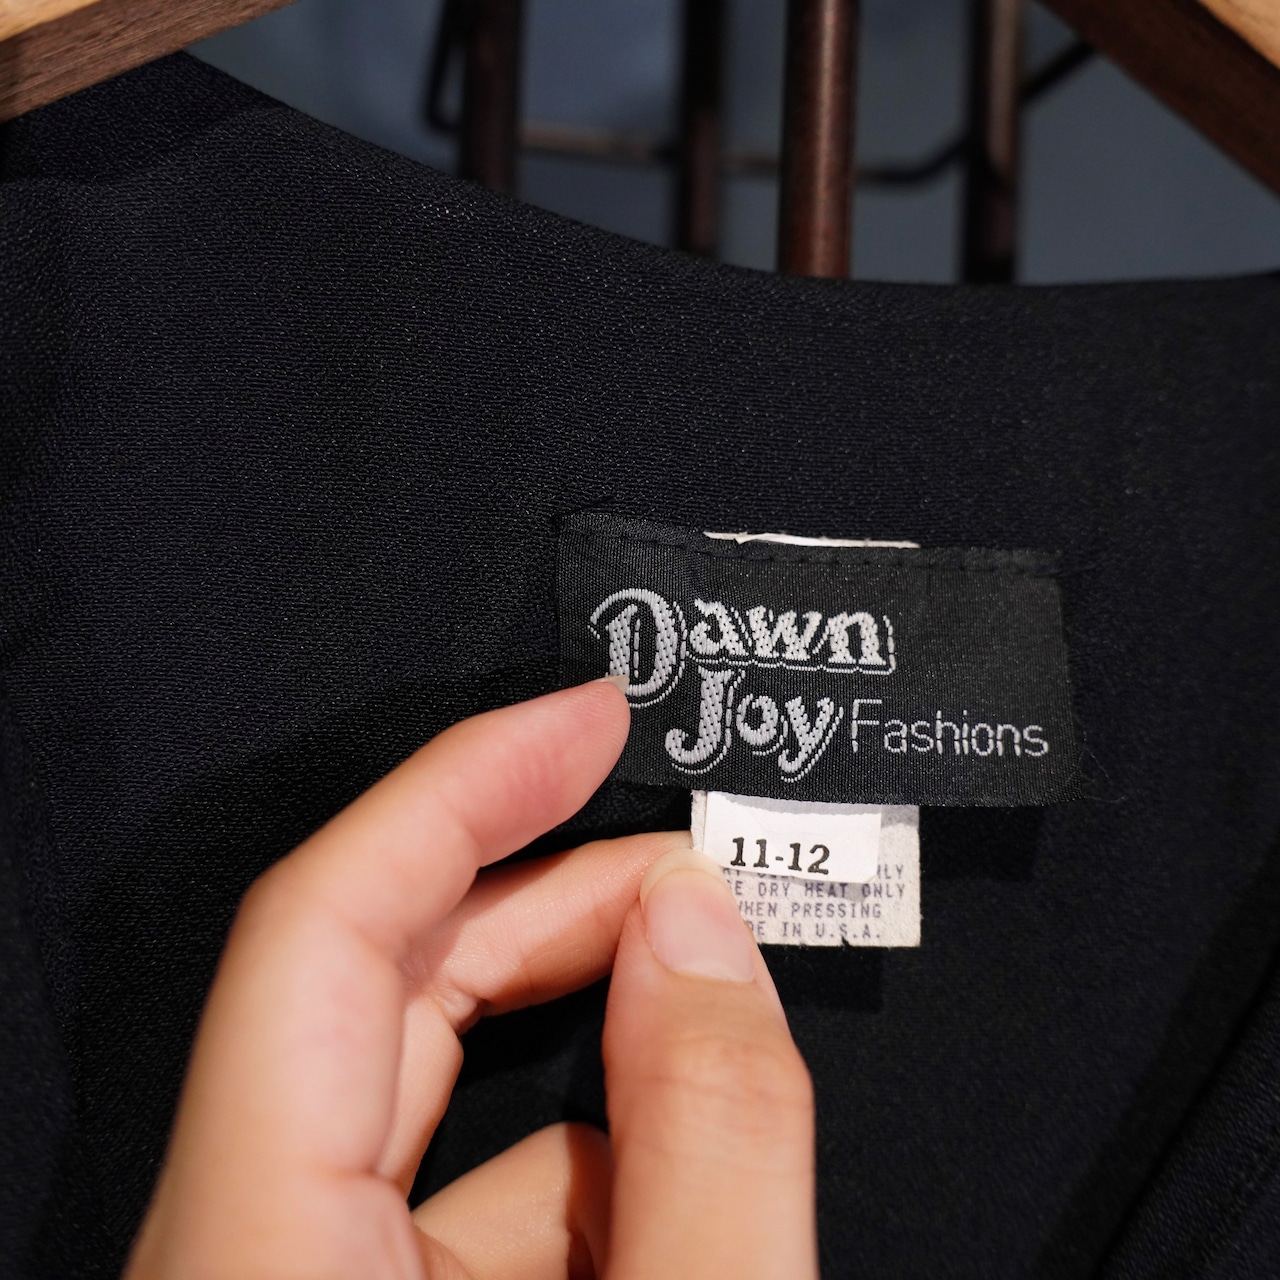 Dawn
Joy Fashions
11-12
DRY HEAT ONLY
WHEN PRESSING
IN U.S.A.